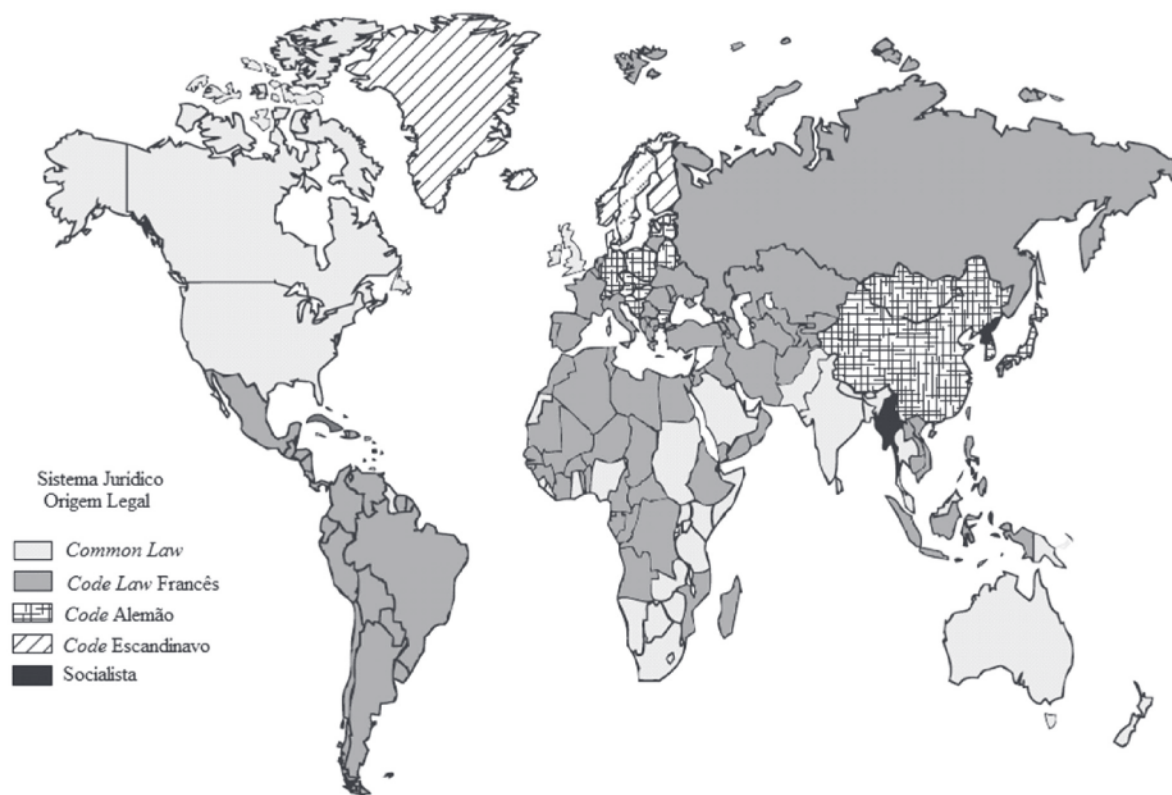 Sistema Jurídico
Origem Legal
Common Law
Code Law Francês
Code Alemão
Code Escandinavo
Socialista